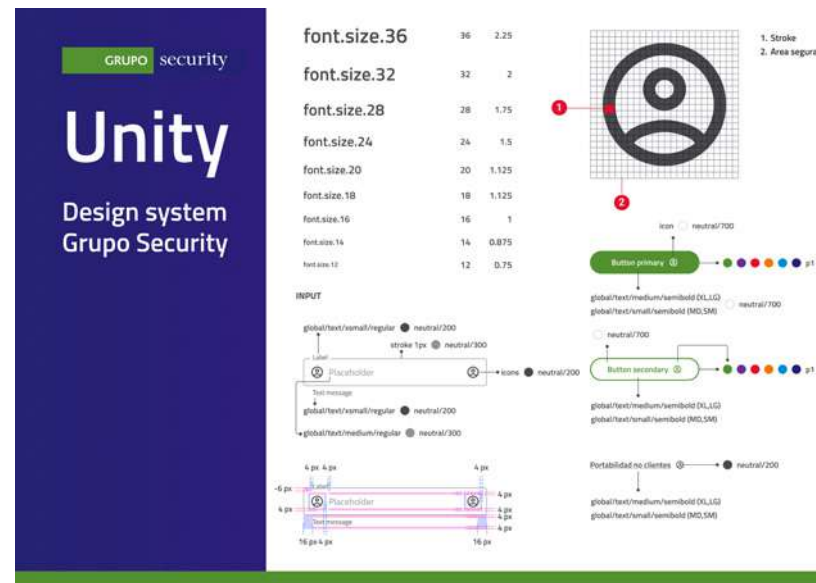 GRUPO security
Unity
Design system
Grupo Security
font.size.36 36 2.25
font.size.32 32 2
font.size.28 28 1.75
font.size.24 24 1.5
font.size.20 20 1.125
font.size.18 18 1.125
font.size.16 16 1
font.size.14 14 0.875
font.size.12 12 0.75
INPUT
global/text/xsmall/regular neutral/200
stroke 1px neutral/300
Label
Placeholder
icons neutral/200
Text message
global/text/xsmall/regular neutral/200
global/text/medium/regular neutral/300
4 px 4 px 4 px
-6 px
Label
4 px
Placeholder
4 px
4 px
Text message
4 px
16 px 4 px 16 px
1. Stroke
2. Area segura
1
2
icon neutral/700
Button primary p1
global/text/medium/semibold (XL,LG)
global/text/small/semibold (MD,SM)
neutral/700
neutral/700
Button secondary p1
global/text/medium/semibold (XL,LG)
global/text/small/semibold (MD,SM)
Portabilidad no clientes neutral/200
global/text/medium/semibold (XL,LG)
global/text/small/semibold (MD,SM)